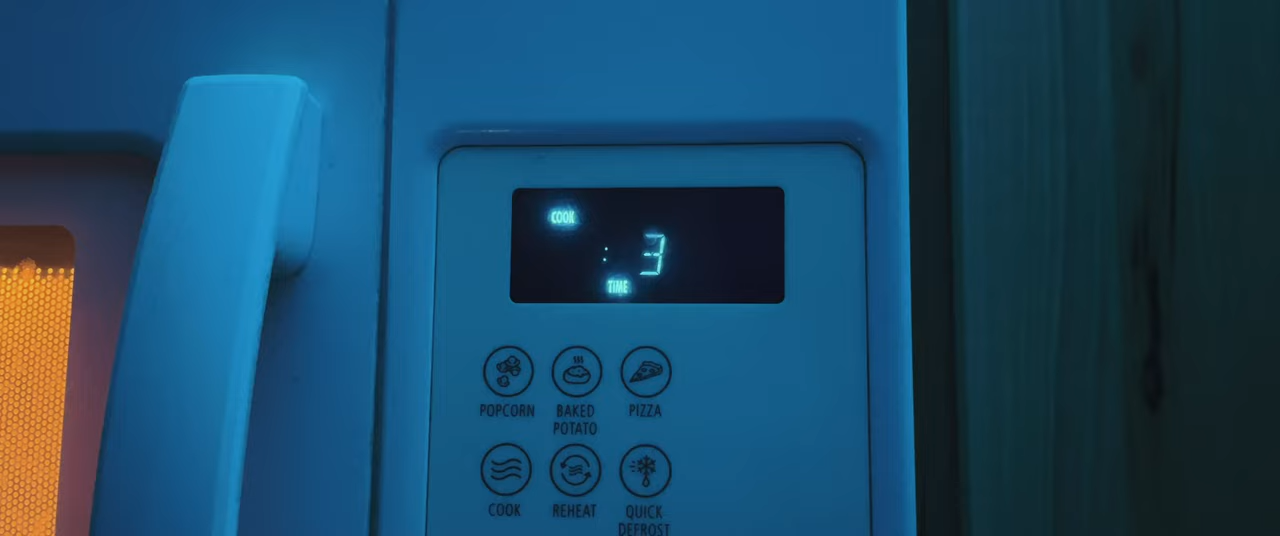 COOK
: 3
TIME
POPCORN BAKED POTATO PIZZA
COOK REHEAT QUICK DEFROST